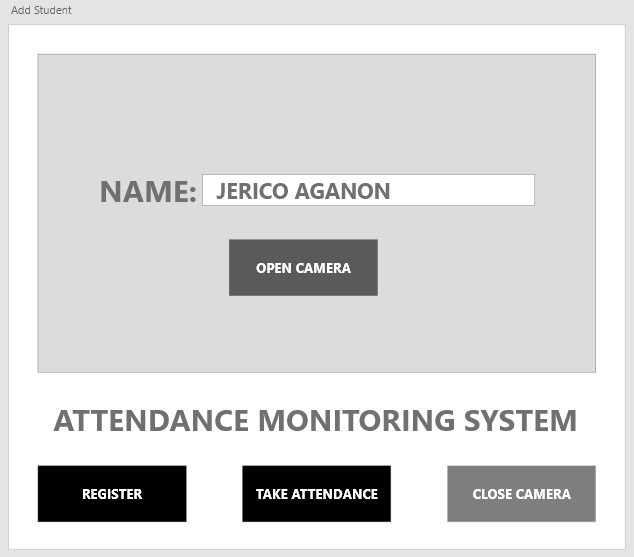 Add Student
NAME: JERICO AGANON
OPEN CAMERA
ATTENDANCE MONITORING SYSTEM
REGISTER TAKE ATTENDANCE CLOSE CAMERA